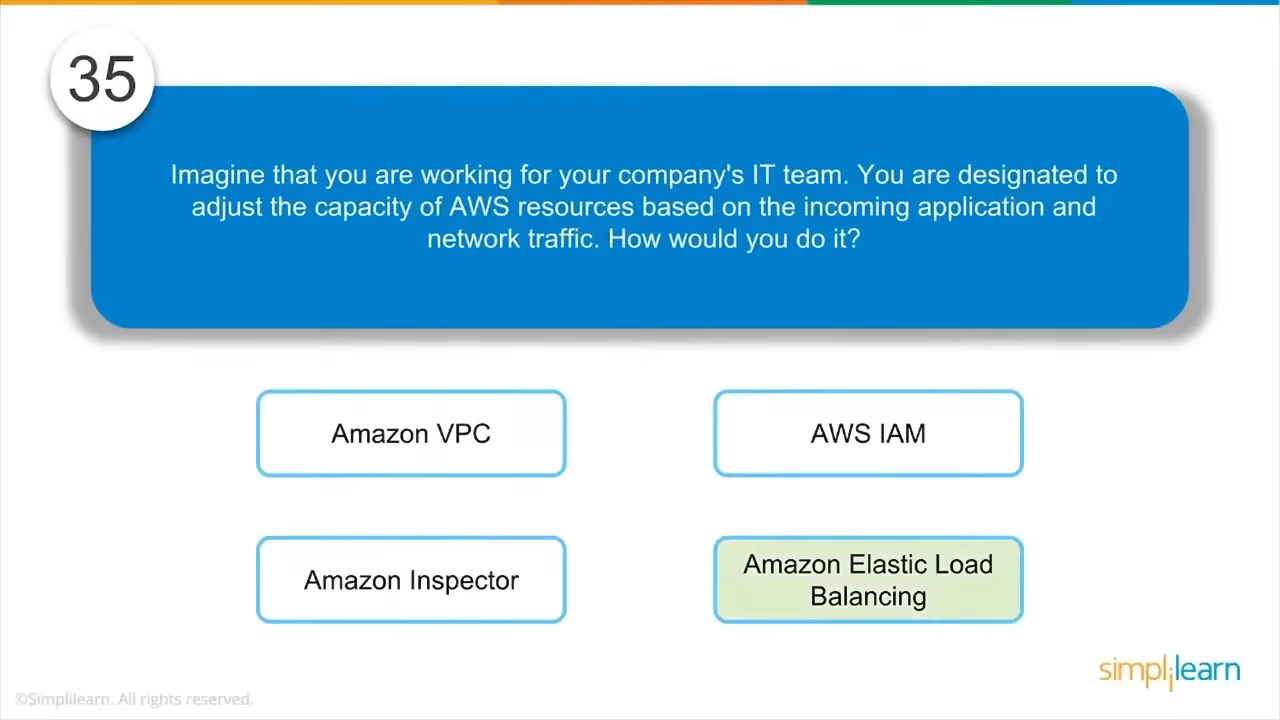 35
Imagine that you are working for your company's IT team. You are designated to
adjust the capacity of AWS resources based on the incoming application and
network traffic. How would you do it?
Amazon VPC
AWS IAM
Amazon Inspector
Amazon Elastic Load
Balancing
simplilearn
©Simplilearn. All rights reserved.